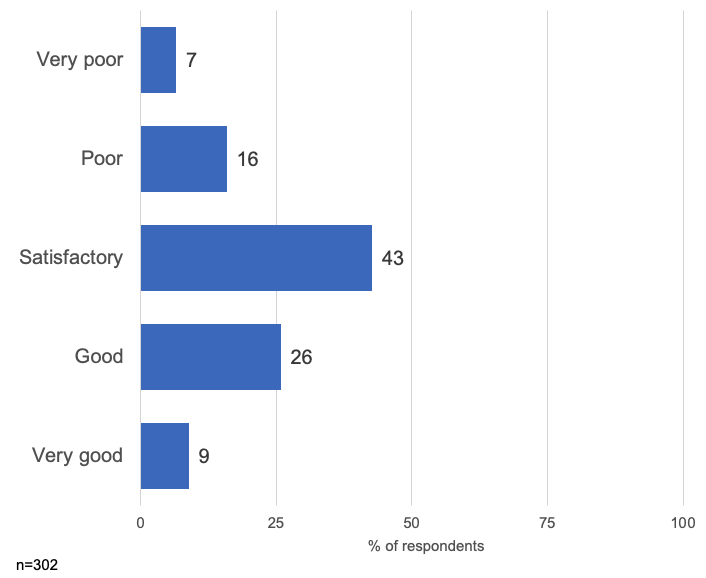 Very poor 7
Poor 16
Satisfactory 43
Good 26
Very good 9
0 25 50 75 100
% of respondents
n=302